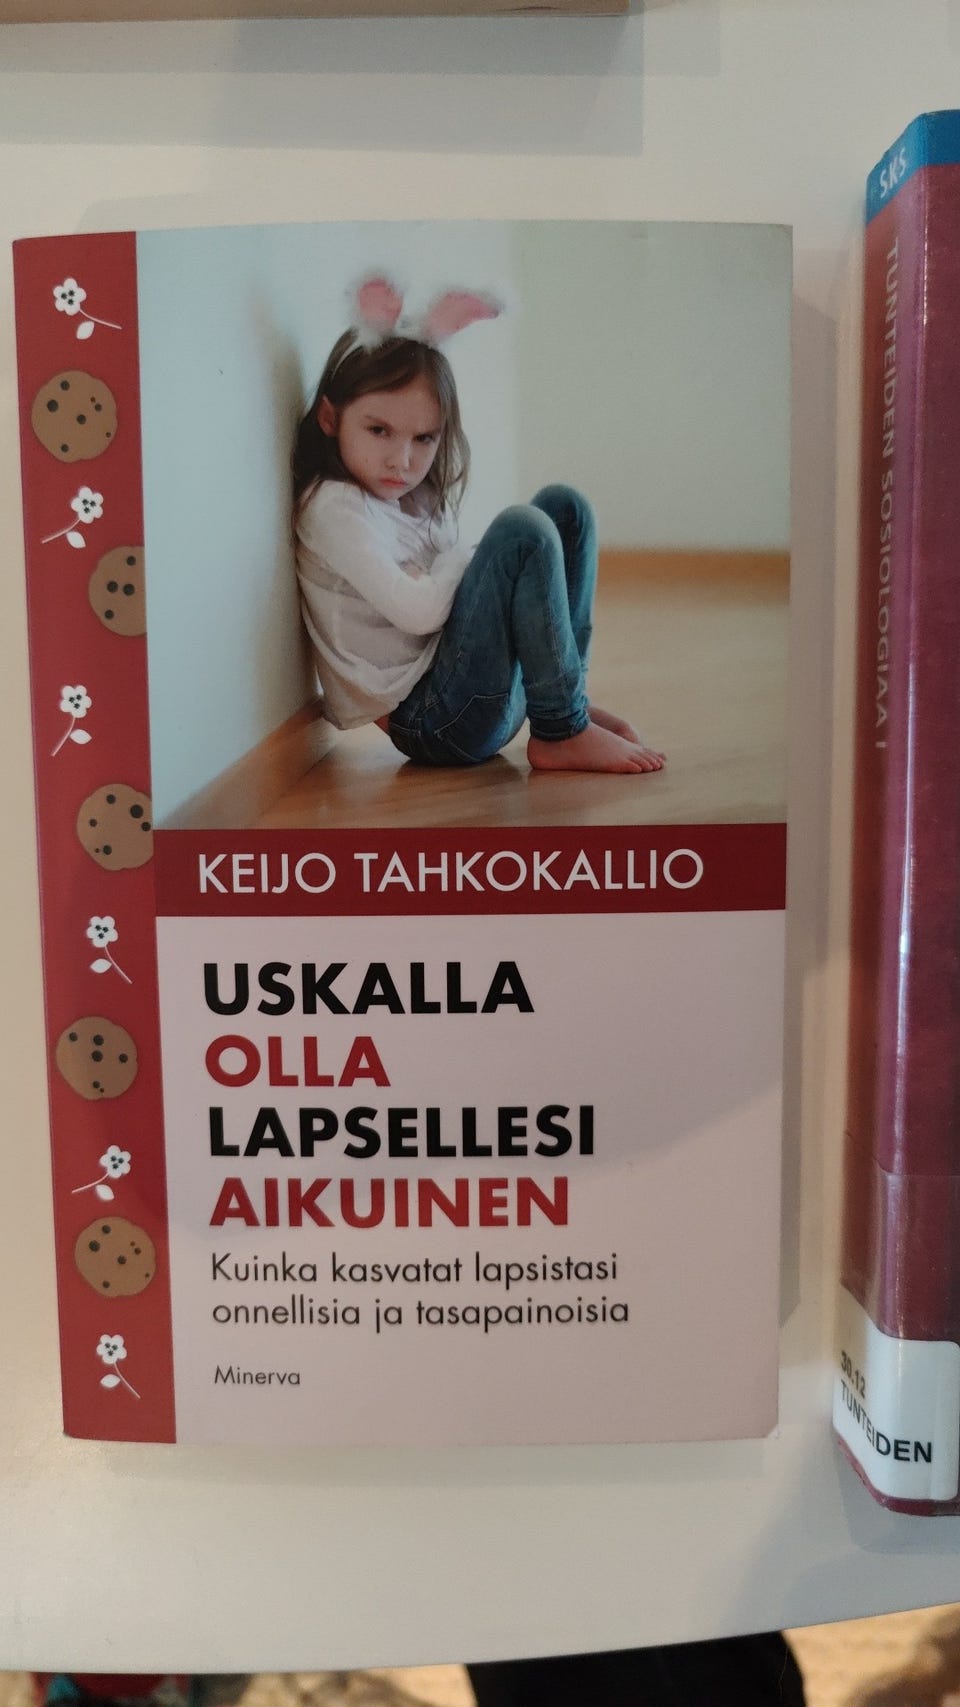 KEIJO TAHKOKALLIO
USKALLA
OLLA
LAPSELLESI
AIKUINEN
Kuinka kasvatat lapsistasi
onnellisia ja tasapainoisia
Minerva
SKS
TUNTEIDEN SOSIOLOGIAA I
30.12
TUNTEIDEN